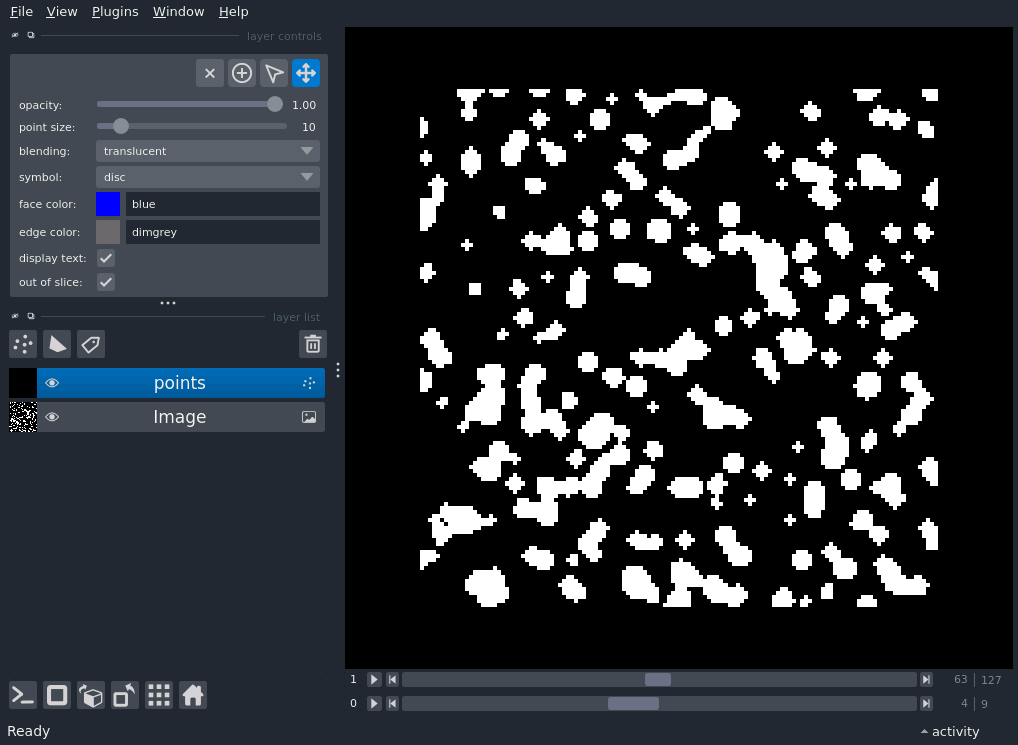 File View Plugins Window Help
layer controls
opacity: 1.00
point size: 10
blending: translucent
symbol: disc
face color: blue
edge color: dimgrey
display text:
out of slice:
layer list
points
Image
1 63 127
0 4 9
Ready activity